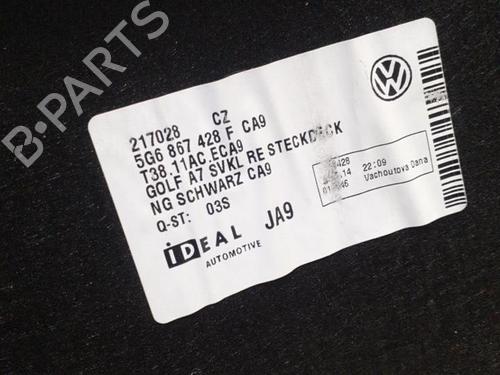 B-PARTS
217028 CZ
5G6 867 428 F CA9
T38.11AC.ECA9
GOLF A7 SVKL RE STECKDECK
NG SCHWARZ CA9
Q-ST: 03S
iDEAL JA9
AUTOMOTIVE
22:09
Vachoutova Dana